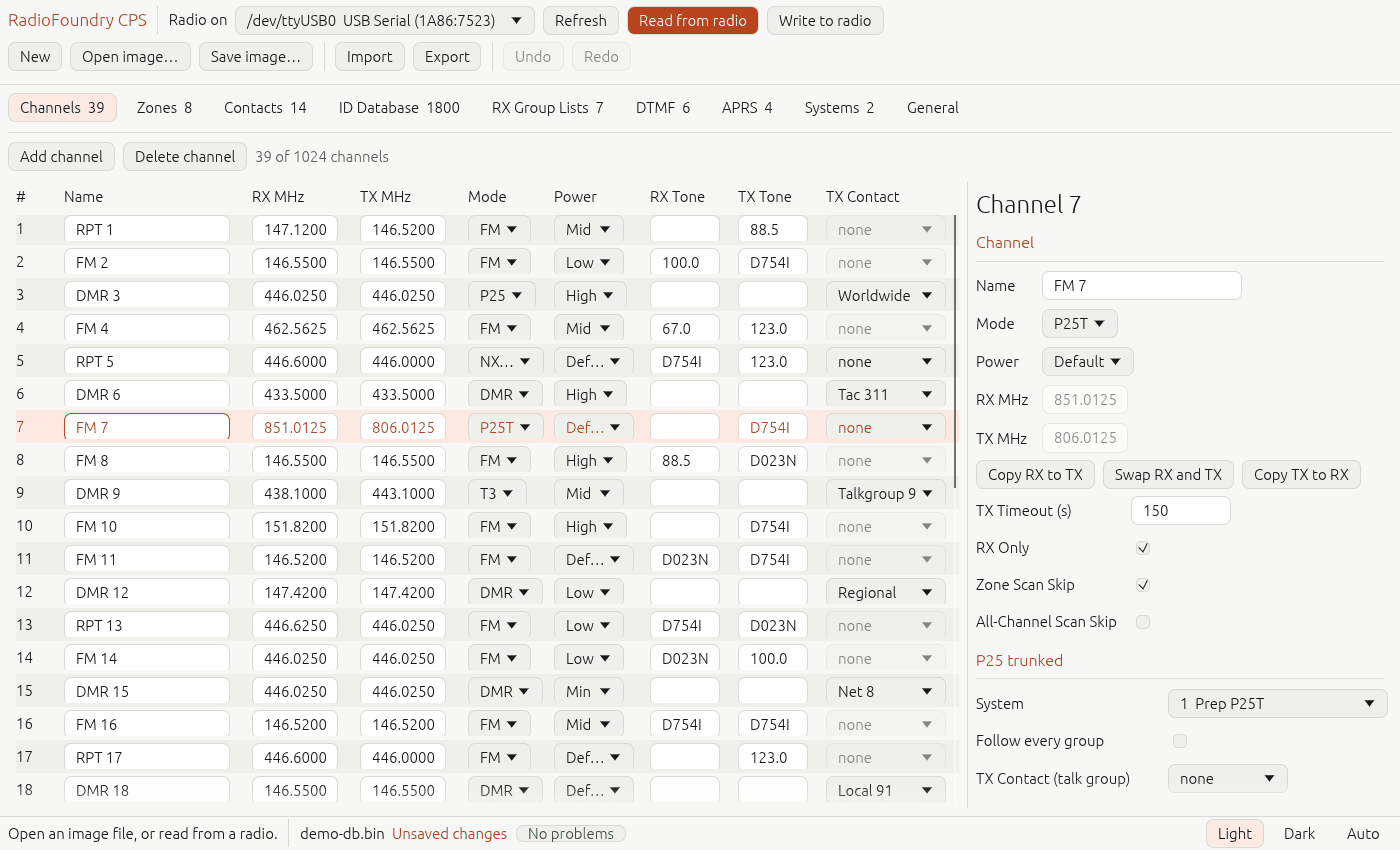 RadioFoundry CPS Radio on /dev/ttyUSB0 USB Serial (1A86:7523) Refresh Read from radio Write to radio
New Open image… Save image… Import Export Undo Redo
Channels 39 Zones 8 Contacts 14 ID Database 1800 RX Group Lists 7 DTMF 6 APRS 4 Systems 2 General
Add channel Delete channel 39 of 1024 channels
# Name RX MHz TX MHz Mode Power RX Tone TX Tone TX Contact
1 RPT 1 147.1200 146.5200 FM Mid 88.5 none
2 FM 2 146.5500 146.5500 FM Low 100.0 D754I none
3 DMR 3 446.0250 446.0250 P25 High Worldwide
4 FM 4 462.5625 462.5625 FM Mid 67.0 123.0 none
5 RPT 5 446.6000 446.0000 NX… Def… D754I 123.0 none
6 DMR 6 433.5000 433.5000 DMR High Tac 311
7 FM 7 851.0125 806.0125 P25T Def… D754I none
8 FM 8 146.5500 146.5500 FM High 88.5 D023N none
9 DMR 9 438.1000 443.1000 T3 Mid Talkgroup 9
10 FM 10 151.8200 151.8200 FM High D754I none
11 FM 11 146.5200 146.5200 FM Def… D023N D754I none
12 DMR 12 147.4200 147.4200 DMR Low Regional
13 RPT 13 446.6250 446.6250 FM Low D754I D023N none
14 FM 14 446.0250 446.0250 FM Low D023N 100.0 none
15 DMR 15 446.0250 446.0250 DMR Min Net 8
16 FM 16 146.5200 146.5200 FM Mid D754I D754I none
17 RPT 17 446.6000 446.0000 FM Def… 123.0 none
18 DMR 18 146.5500 146.5500 DMR Def… Local 91
Channel 7
Channel
Name FM 7
Mode P25T
Power Default
RX MHz 851.0125
TX MHz 806.0125
Copy RX to TX Swap RX and TX Copy TX to RX
TX Timeout (s) 150
RX Only
Zone Scan Skip
All-Channel Scan Skip
P25 trunked
System 1 Prep P25T
Follow every group
TX Contact (talk group) none
Open an image file, or read from a radio. demo-db.bin Unsaved changes No problems Light Dark Auto